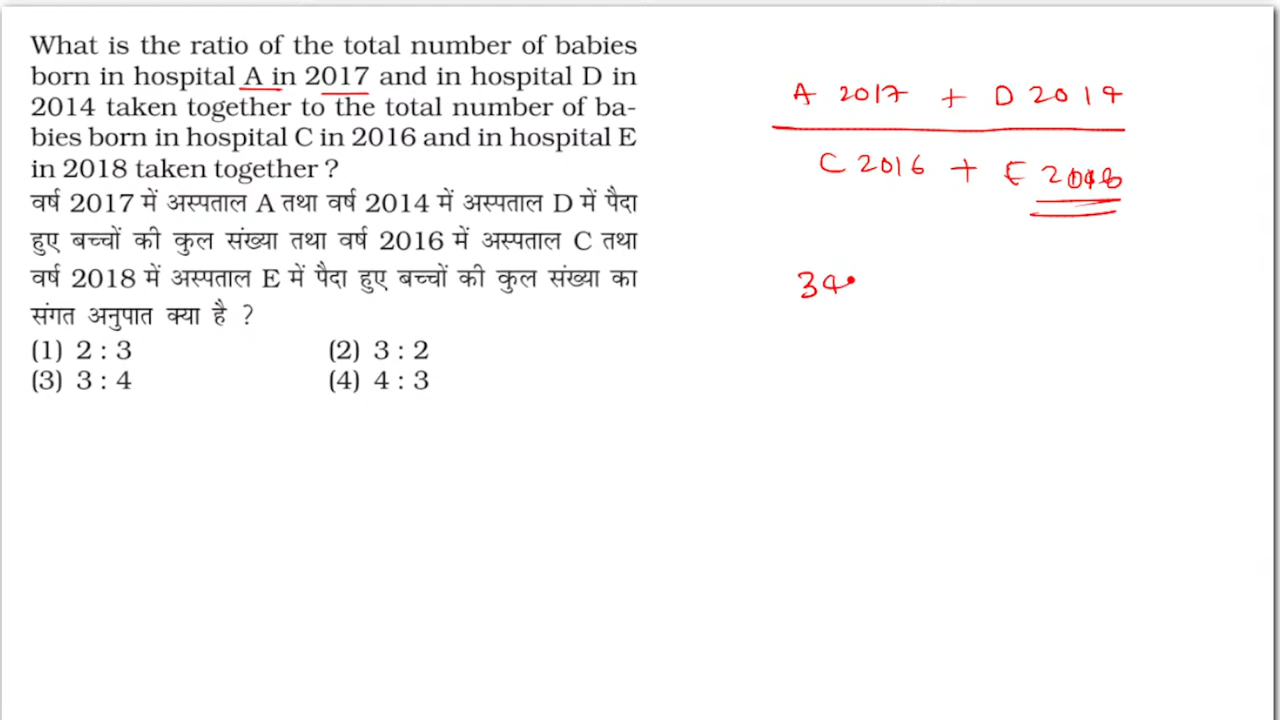 What is the ratio of the total number of babies
born in hospital A in 2017 and in hospital D in
2014 taken together to the total number of ba-
bies born in hospital C in 2016 and in hospital E
in 2018 taken together ?
वर्ष 2017 में अस्पताल A तथा वर्ष 2014 में अस्पताल D में पैदा
हुए बच्चों की कुल संख्या तथा वर्ष 2016 में अस्पताल C तथा
वर्ष 2018 में अस्पताल E में पैदा हुए बच्चों की कुल संख्या का
संगत अनुपात क्या है ?
(1) 2 : 3 (2) 3 : 2
(3) 3 : 4 (4) 4 : 3
A 2017 + D 2014
C 2016 + E
34